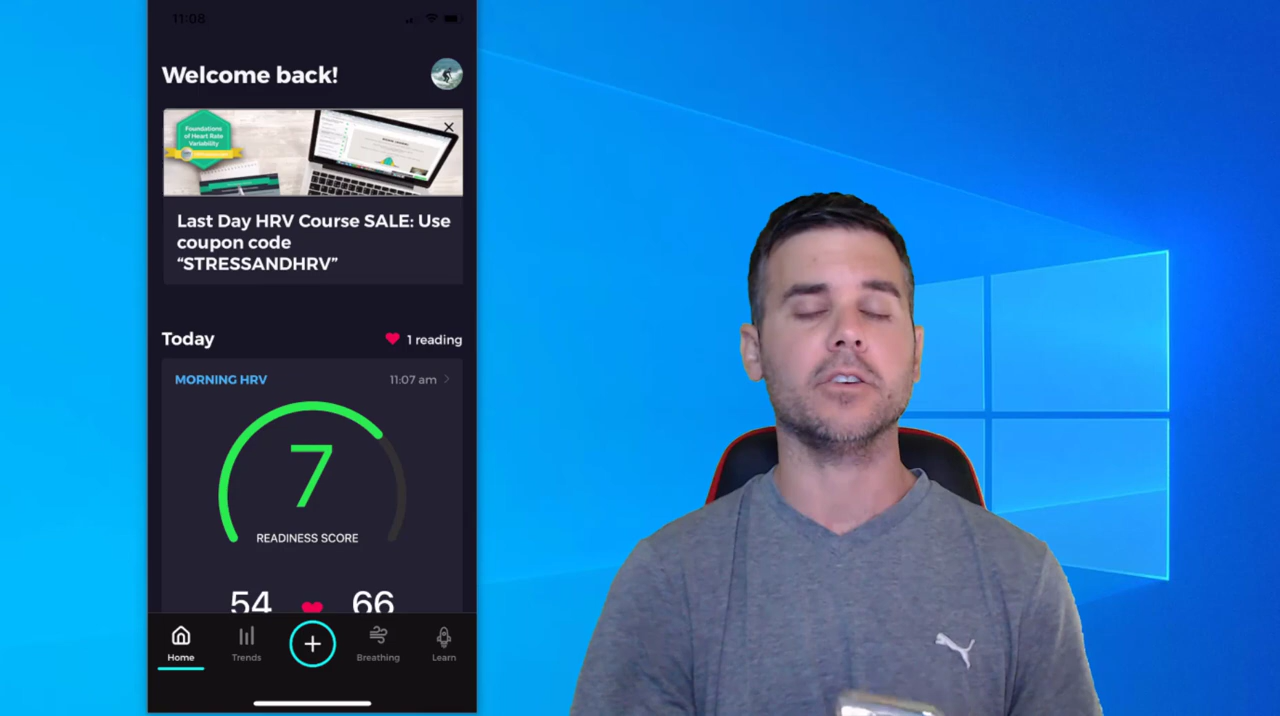 11:08
Welcome back!
Foundations
of Heart Rate
Variability
Last Day HRV Course SALE: Use
coupon code
“STRESSANDHRV”
Today
1 reading
MORNING HRV
11:07 am
7
READINESS SCORE
54
66
Home
Trends
Breathing
Learn